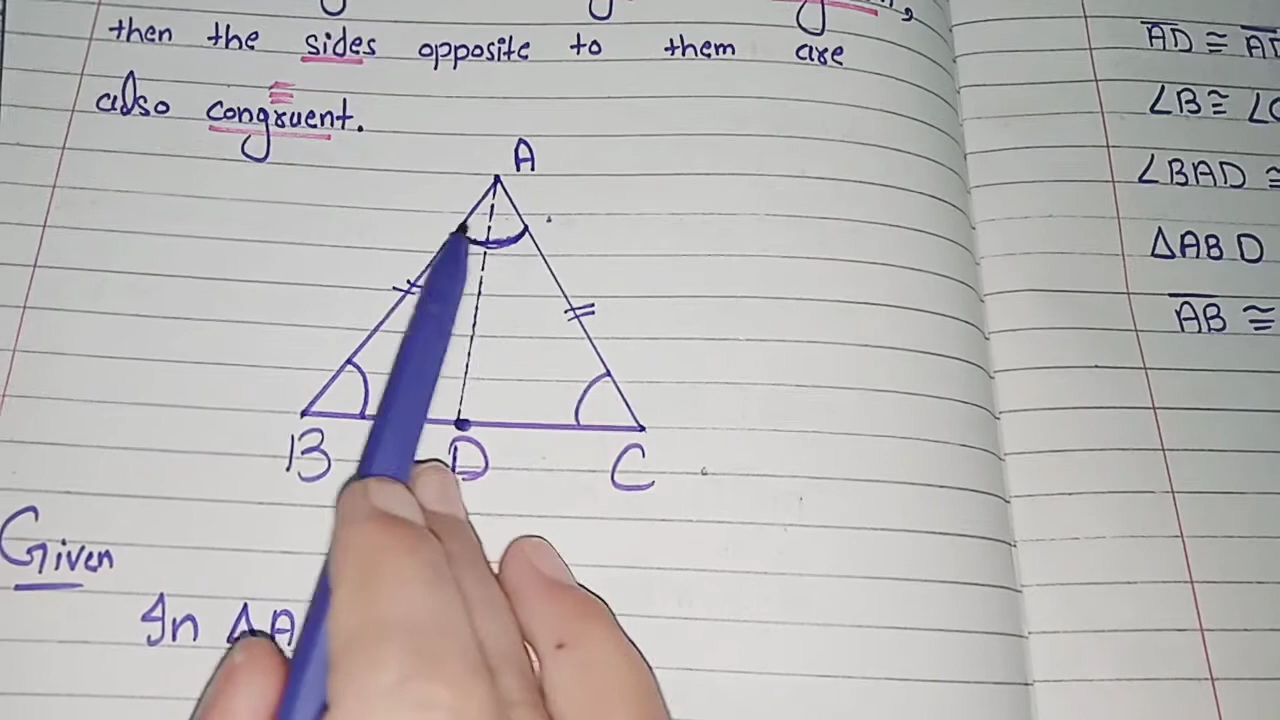 then the sides opposite to them are
also congruent.
A
B D C
Given
In ΔA
AD ≅
∠B ≅ ∠C
∠BAD ≅
ΔABD
AB ≅